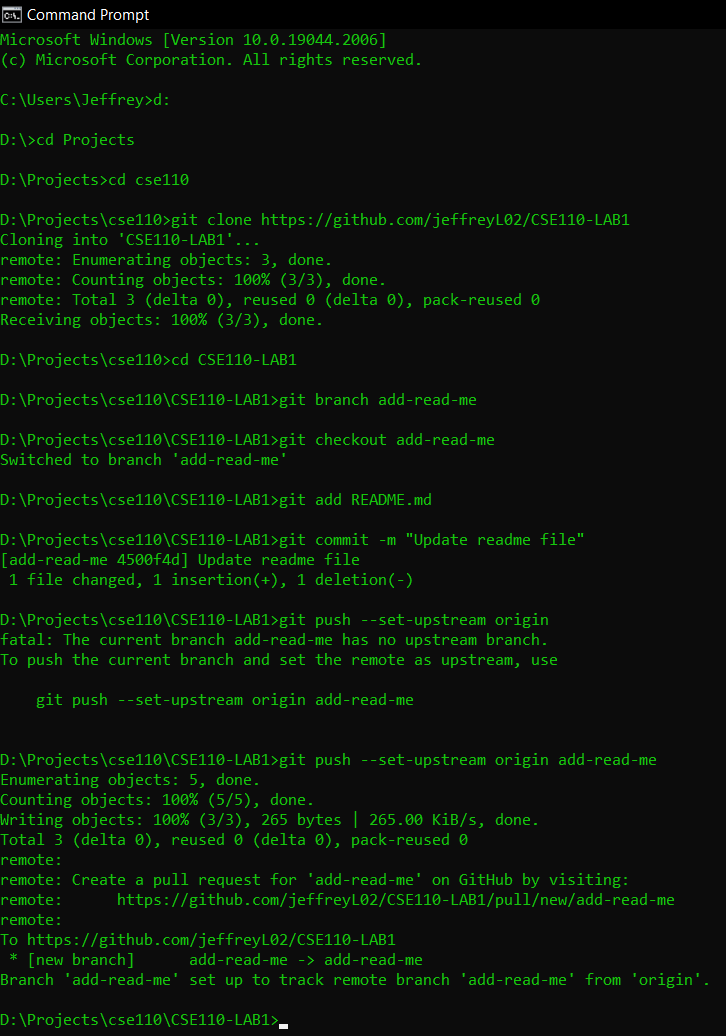 Command Prompt
Microsoft Windows [Version 10.0.19044.2006]
(c) Microsoft Corporation. All rights reserved.
C:\Users\Jeffrey>d:
D:\>cd Projects
D:\Projects>cd cse110
D:\Projects\cse110>git clone https://github.com/jeffreyL02/CSE110-LAB1
Cloning into 'CSE110-LAB1'...
remote: Enumerating objects: 3, done.
remote: Counting objects: 100% (3/3), done.
remote: Total 3 (delta 0), reused 0 (delta 0), pack-reused 0
Receiving objects: 100% (3/3), done.
D:\Projects\cse110>cd CSE110-LAB1
D:\Projects\cse110\CSE110-LAB1>git branch add-read-me
D:\Projects\cse110\CSE110-LAB1>git checkout add-read-me
Switched to branch 'add-read-me'
D:\Projects\cse110\CSE110-LAB1>git add README.md
D:\Projects\cse110\CSE110-LAB1>git commit -m "Update readme file"
[add-read-me 4500f4d] Update readme file
 1 file changed, 1 insertion(+), 1 deletion(-)
D:\Projects\cse110\CSE110-LAB1>git push --set-upstream origin
fatal: The current branch add-read-me has no upstream branch.
To push the current branch and set the remote as upstream, use
    git push --set-upstream origin add-read-me
D:\Projects\cse110\CSE110-LAB1>git push --set-upstream origin add-read-me
Enumerating objects: 5, done.
Counting objects: 100% (5/5), done.
Writing objects: 100% (3/3), 265 bytes | 265.00 KiB/s, done.
Total 3 (delta 0), reused 0 (delta 0), pack-reused 0
remote:
remote: Create a pull request for 'add-read-me' on GitHub by visiting:
remote:      https://github.com/jeffreyL02/CSE110-LAB1/pull/new/add-read-me
remote:
To https://github.com/jeffreyL02/CSE110-LAB1
 * [new branch]      add-read-me -> add-read-me
Branch 'add-read-me' set up to track remote branch 'add-read-me' from 'origin'.
D:\Projects\cse110\CSE110-LAB1>